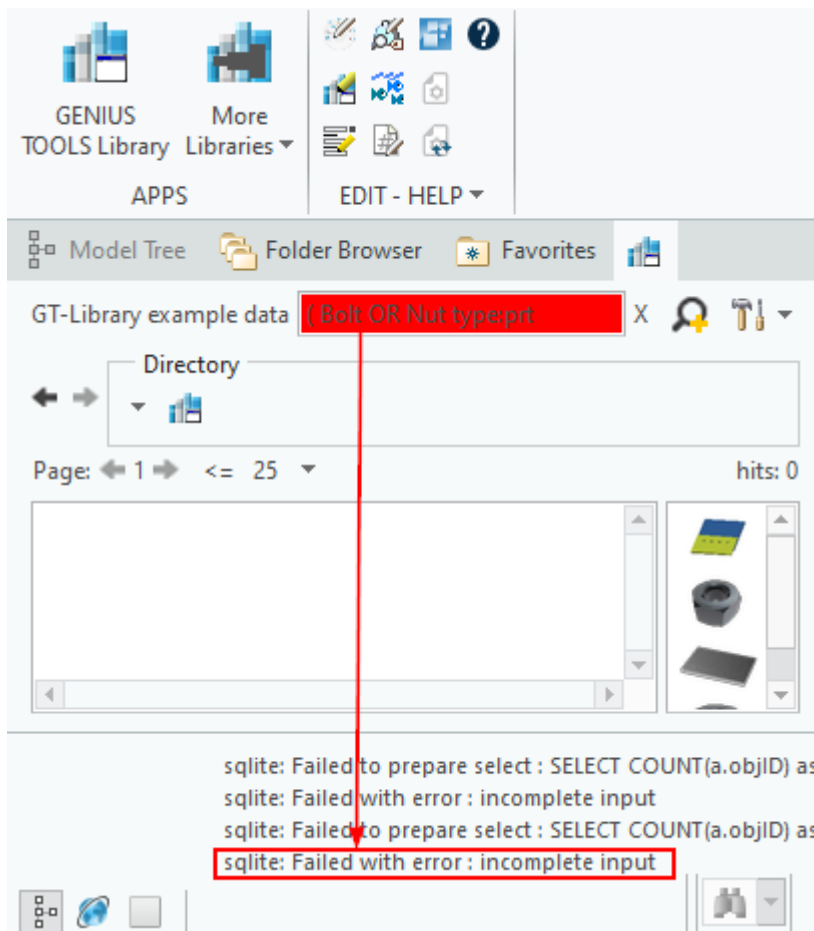 GENIUS
TOOLS Library
More
Libraries
APPS
EDIT - HELP
Model Tree
Folder Browser
Favorites
GT-Library example data
( Bolt OR Nut type:prt
X
Directory
Page: 1 <= 25
hits: 0
sqlite: Failed to prepare select : SELECT COUNT(a.objID) as
sqlite: Failed with error : incomplete input
sqlite: Failed to prepare select : SELECT COUNT(a.objID) as
sqlite: Failed with error : incomplete input